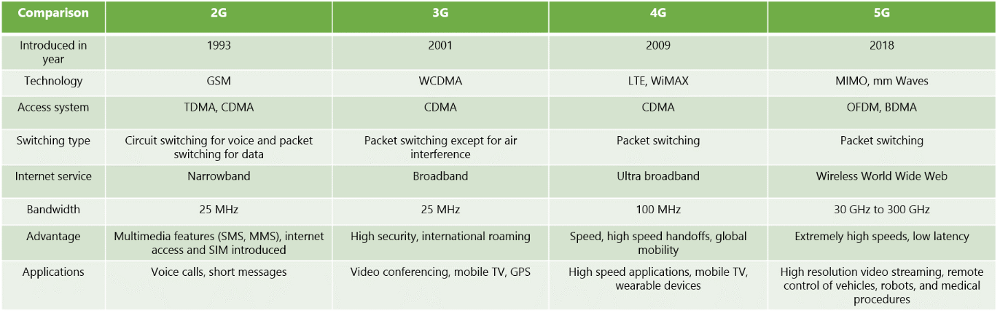 Comparison 2G 3G 4G 5G
Introduced in
year
1993 2001 2009 2018
Technology GSM WCDMA LTE, WiMAX MIMO, mm Waves
Access system TDMA, CDMA CDMA CDMA OFDM, BDMA
Switching type
Circuit switching for voice and packet
switching for data
Packet switching except for air
interference
Packet switching
Packet switching
Internet service Narrowband Broadband Ultra broadband Wireless World Wide Web
Bandwidth 25 MHz 25 MHz 100 MHz 30 GHz to 300 GHz
Advantage
Multimedia features (SMS, MMS), internet
access and SIM introduced
High security, international roaming
Speed, high speed handoffs, global
mobility
Extremely high speeds, low latency
Applications
Voice calls, short messages
Video conferencing, mobile TV, GPS
High speed applications, mobile TV,
wearable devices
High resolution video streaming, remote
control of vehicles, robots, and medical
procedures